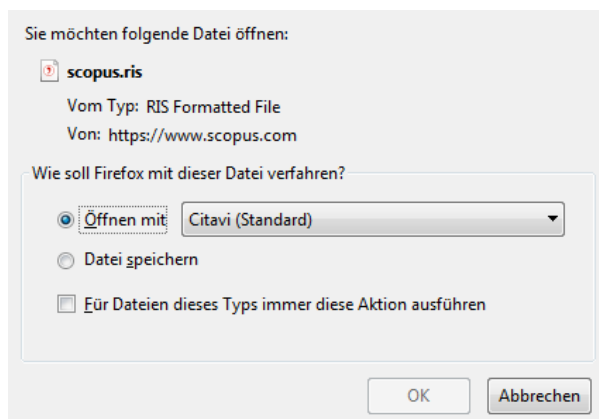 Sie möchten folgende Datei öffnen:
scopus.ris
Vom Typ: RIS Formatted File
Von: https://www.scopus.com
Wie soll Firefox mit dieser Datei verfahren?
Öffnen mit Citavi (Standard)
Datei speichern
Für Dateien dieses Typs immer diese Aktion ausführen
OK Abbrechen